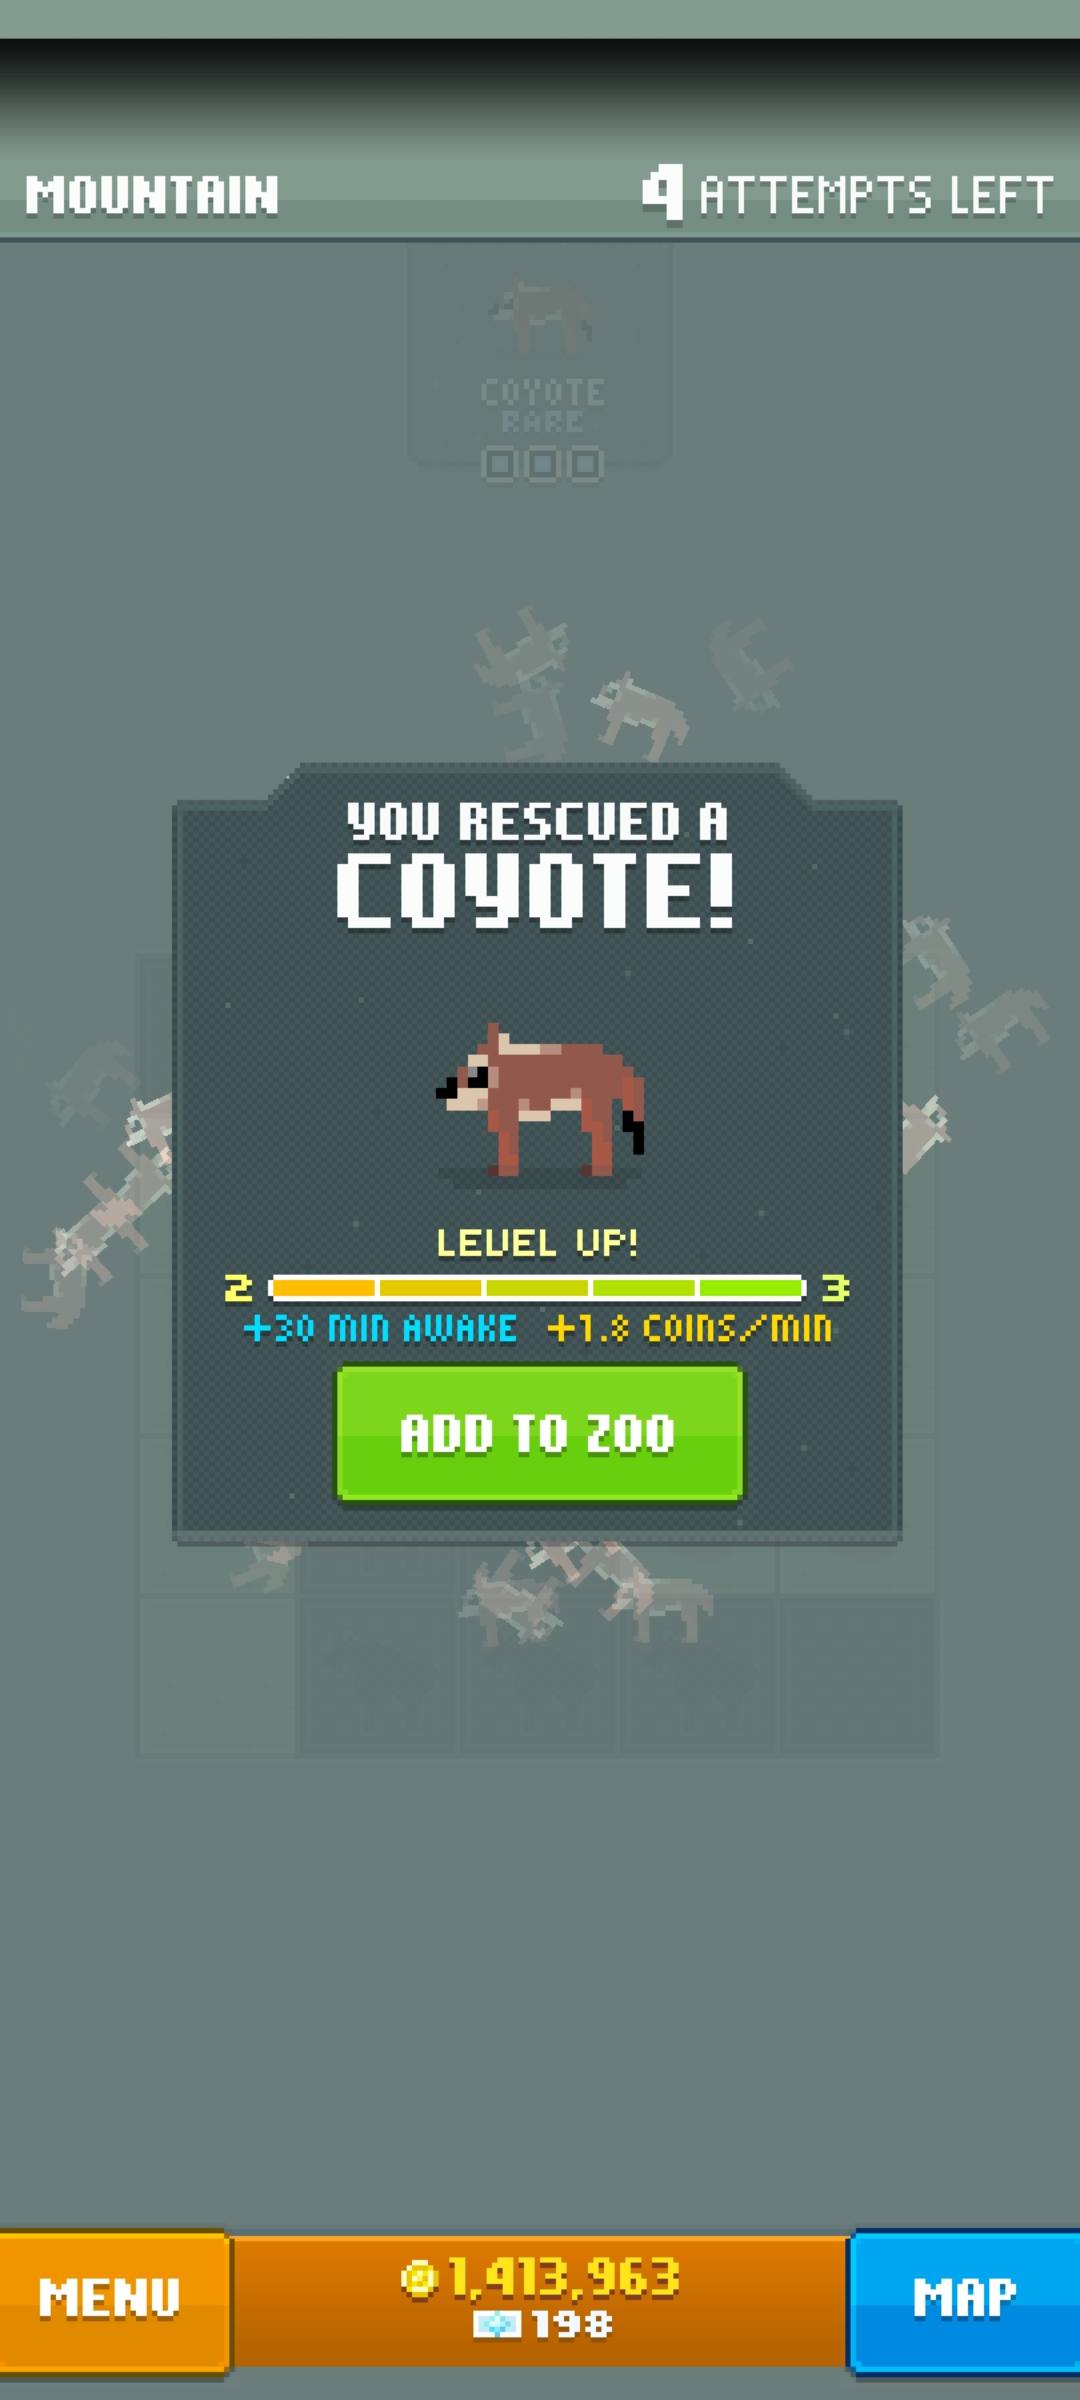 MOUNTAIN
4 ATTEMPTS LEFT
COYOTE
RARE
YOU RESCUED A
COYOTE!
LEVEL UP!
2 3
+30 MIN AWAKE +1.8 COINS/MIN
ADD TO ZOO
MENU
1,413,963
198
MAP